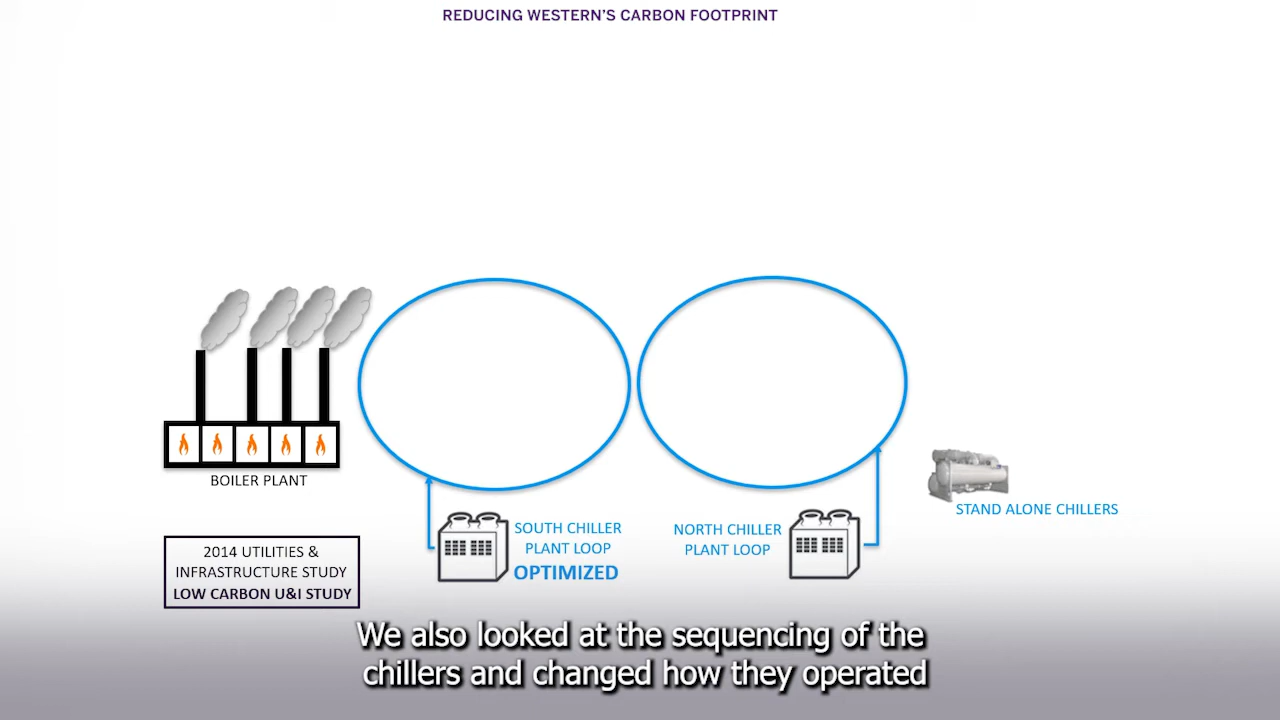 REDUCING WESTERN'S CARBON FOOTPRINT
BOILER PLANT
STAND ALONE CHILLERS
SOUTH CHILLER
PLANT LOOP
OPTIMIZED
NORTH CHILLER
PLANT LOOP
2014 UTILITIES &
INFRASTRUCTURE STUDY
LOW CARBON U&I STUDY
We also looked at the sequencing of the
chillers and changed how they operated